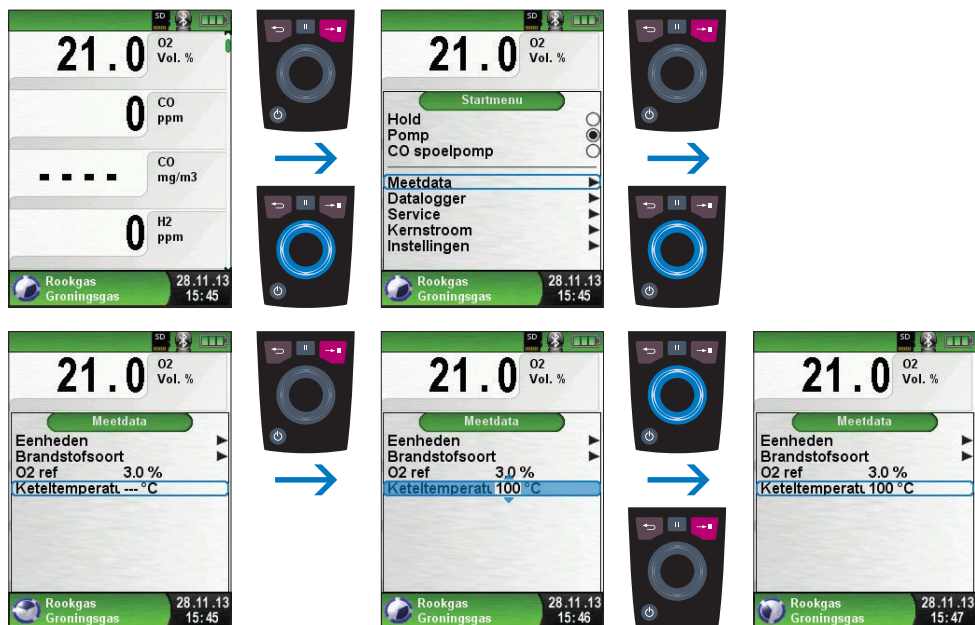 SD
21.0 O2
Vol. %
0 CO
ppm
---- CO
mg/m3
0 H2
ppm
Rookgas 28.11.13
Groningsgas 15:45
SD
21.0 O2
Vol. %
Startmenu
Hold
Pomp
CO spoelpomp
Meetdata
Datalogger
Service
Kernstroom
Instellingen
Rookgas 28.11.13
Groningsgas 15:45
SD
21.0 O2
Vol. %
Meetdata
Eenheden
Brandstofsoort
O2 ref 3.0 %
Keteltemperatu --- °C
Rookgas 28.11.13
Groningsgas 15:45
SD
21.0 O2
Vol. %
Meetdata
Eenheden
Brandstofsoort
O2 ref 3.0 %
Keteltemperatu 100 °C
Rookgas 28.11.13
Groningsgas 15:46
SD
21.0 O2
Vol. %
Meetdata
Eenheden
Brandstofsoort
O2 ref 3.0 %
Keteltemperatu 100 °C
Rookgas 28.11.13
Groningsgas 15:47